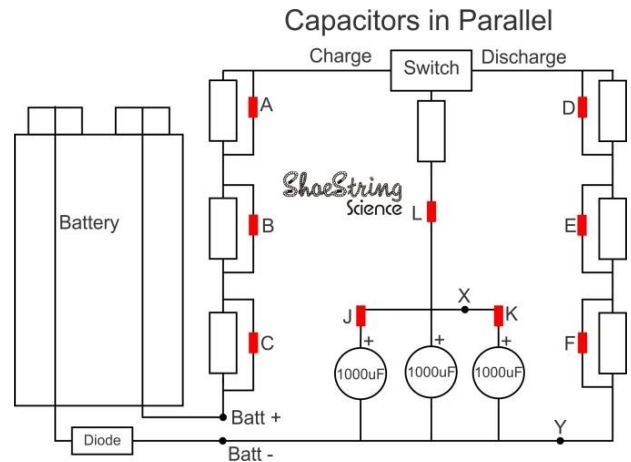 Capacitors in Parallel
Charge
Switch
Discharge
A
D
ShoeString
Science
Battery
B
L
E
X
J
K
C
F
+
+
+
1000uF
1000uF
1000uF
Batt +
Y
Diode
Batt -